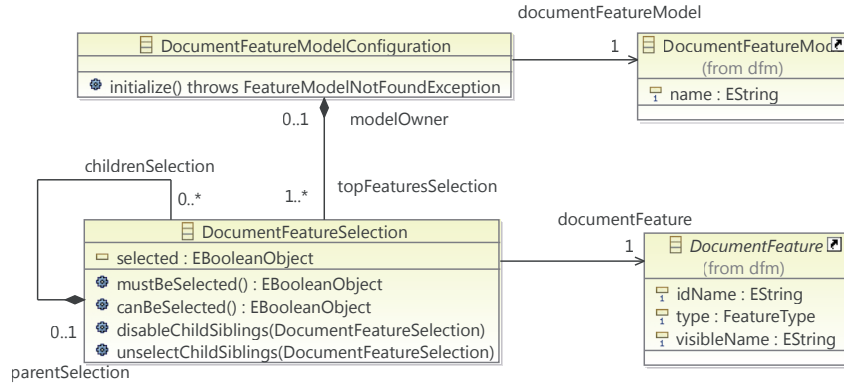 documentFeatureModel
DocumentFeatureModelConfiguration
initialize() throws FeatureModelNotFoundException
1
(from dfm)
name : EString
0..1
modelOwner
childrenSelection
0..*
1..*
topFeaturesSelection
DocumentFeatureSelection
selected : EBooleanObject
mustBeSelected() : EBooleanObject
canBeSelected() : EBooleanObject
disableChildSiblings(DocumentFeatureSelection)
unselectChildSiblings(DocumentFeatureSelection)
documentFeature
1
DocumentFeature
(from dfm)
idName : EString
type : FeatureType
visibleName : EString
0..1
parentSelection